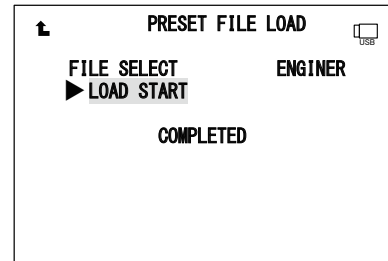 PRESET FILE LOAD
USB
FILE SELECT ENGINER
LOAD START
COMPLETED